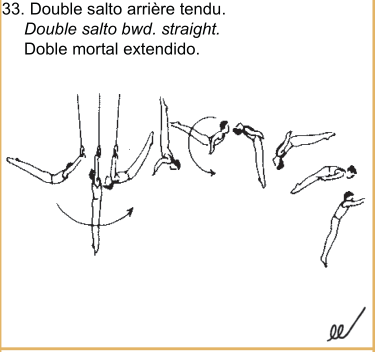 33. Double salto arrière tendu.
Double salto bwd. straight.
Doble mortal extendido.